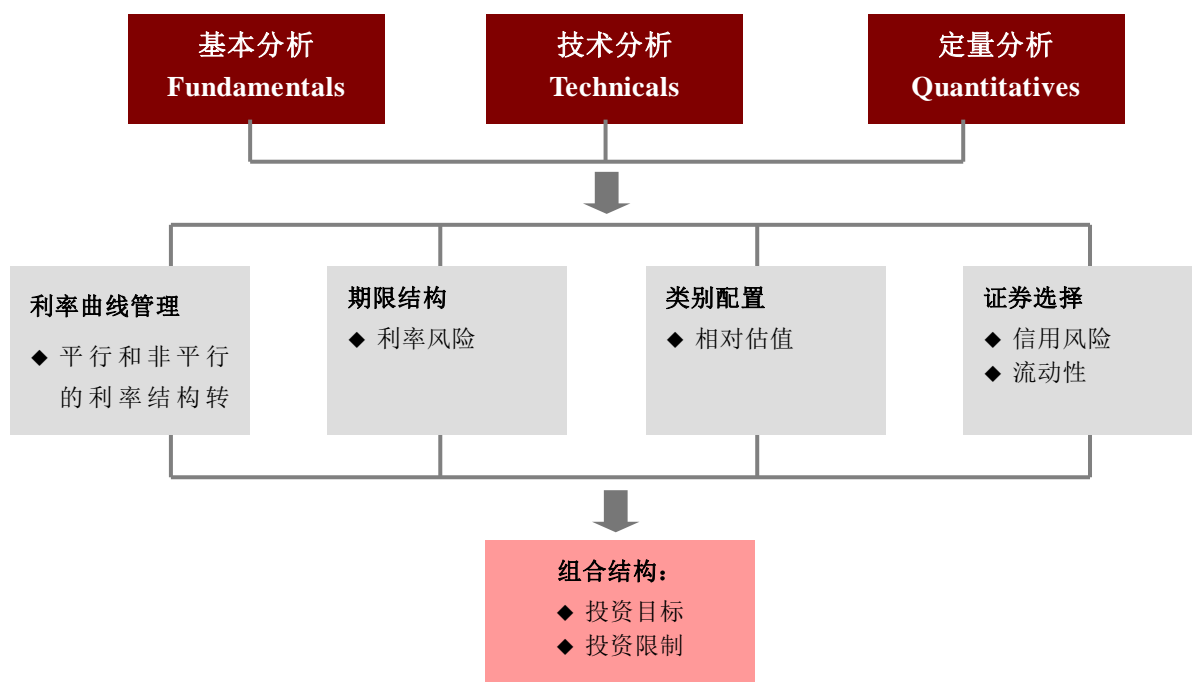 基本分析
Fundamentals
技术分析
Technicals
定量分析
Quantitatives
利率曲线管理
◆ 平行和非平行
的利率结构转
期限结构
◆ 利率风险
类别配置
◆ 相对估值
证券选择
◆ 信用风险
◆ 流动性
组合结构：
◆ 投资目标
◆ 投资限制